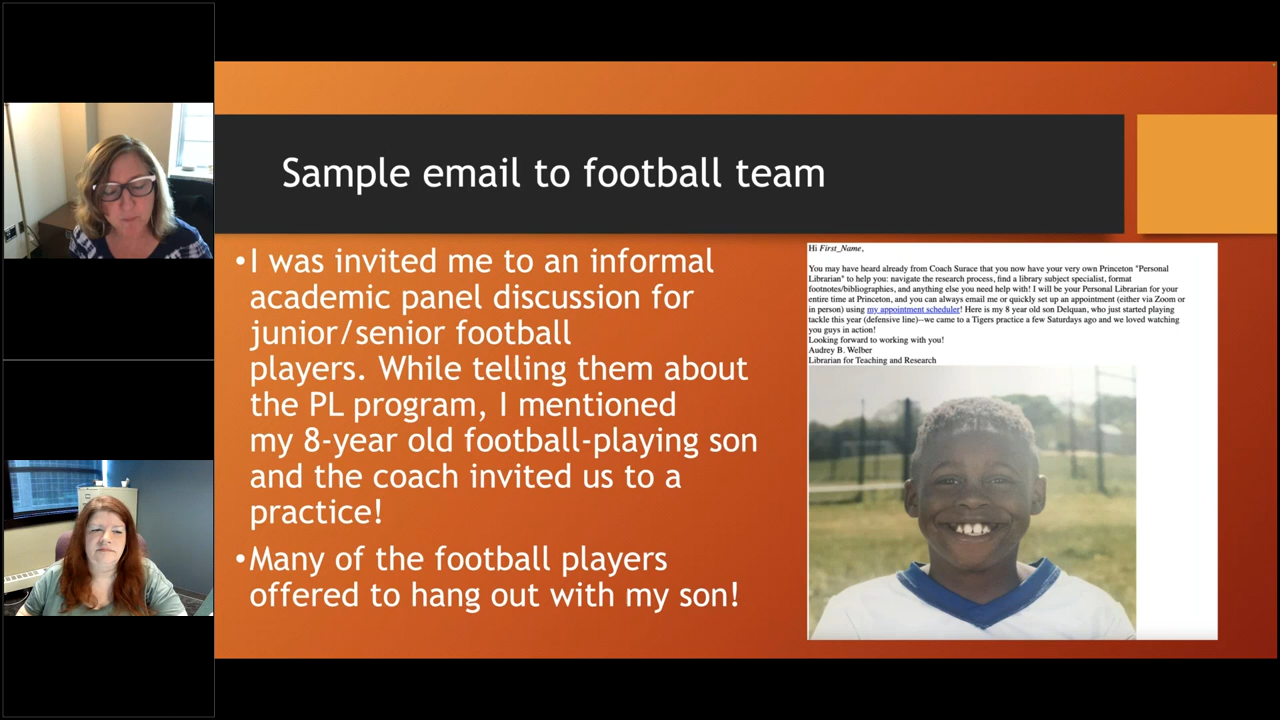 Sample email to football team
•I was invited me to an informal
academic panel discussion for
junior/senior football
players. While telling them about
the PL program, I mentioned
my 8-year old football-playing son
and the coach invited us to a
practice!
•Many of the football players
offered to hang out with my son!
Hi First_Name,
You may have heard already from Coach Surace that you now have your very own Princeton "Personal
Librarian" to help you: navigate the research process, find a library subject specialist, format
footnotes/bibliographies, and anything else you need help with! I will be your Personal Librarian for your
entire time at Princeton, and you can always email me or quickly set up an appointment (either via Zoom or
in person) using my appointment scheduler! Here is my 8 year old son Delquan, who just started playing
tackle this year (defensive line)--we came to a Tigers practice a few Saturdays ago and we loved watching
you guys in action!
Looking forward to working with you!
Audrey B. Welber
Librarian for Teaching and Research